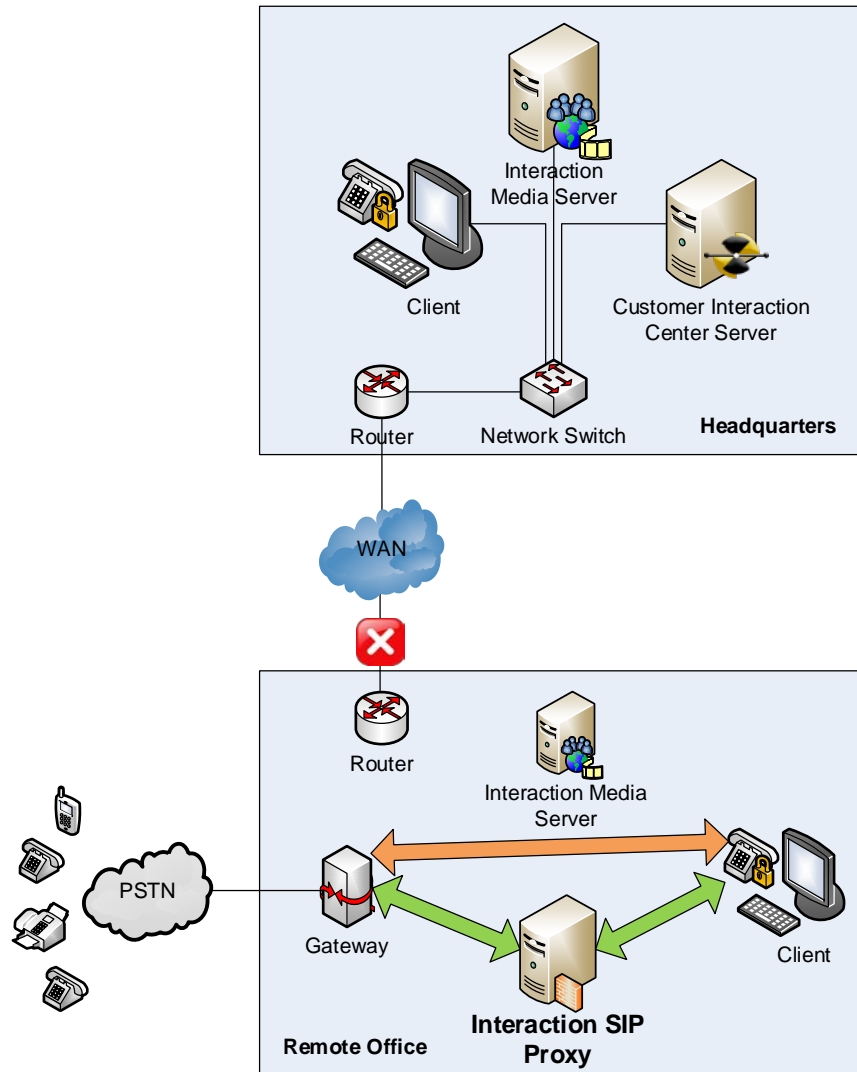 Interaction
Media Server
Client
Customer Interaction
Center Server
Router
Network Switch
Headquarters
WAN
Router
Interaction Media
Server
PSTN
Gateway
Client
Interaction SIP
Proxy
Remote Office